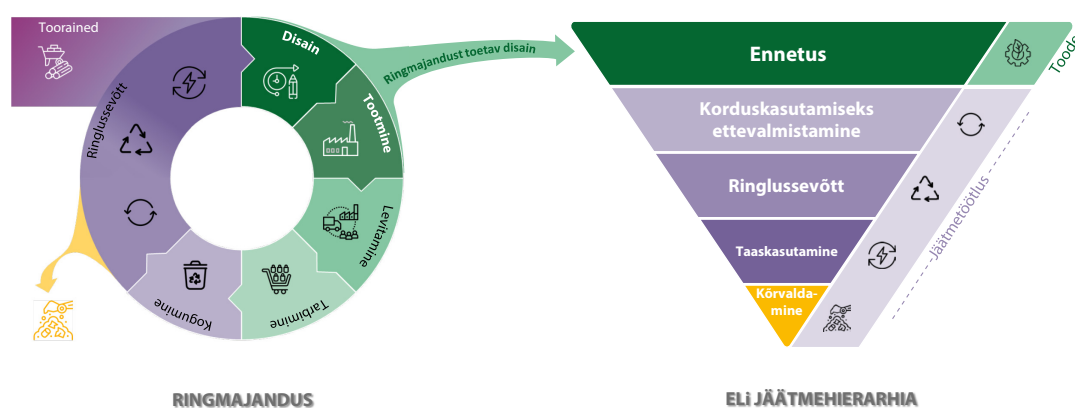 Toorained
Disain
Tootmine
Levitamine
Tarbimine
Kogumine
Ringlussevõtt
Ringmajandust toetav disain
RINGMAJANDUS
Ennetus
Korduskasutamiseks
ettevalmistamine
Ringlussevõtt
Taaskasutamine
Kõrvalda-
mine
Toode
Jäätmetöötlus
ELi JÄÄTMEHIERARHIA